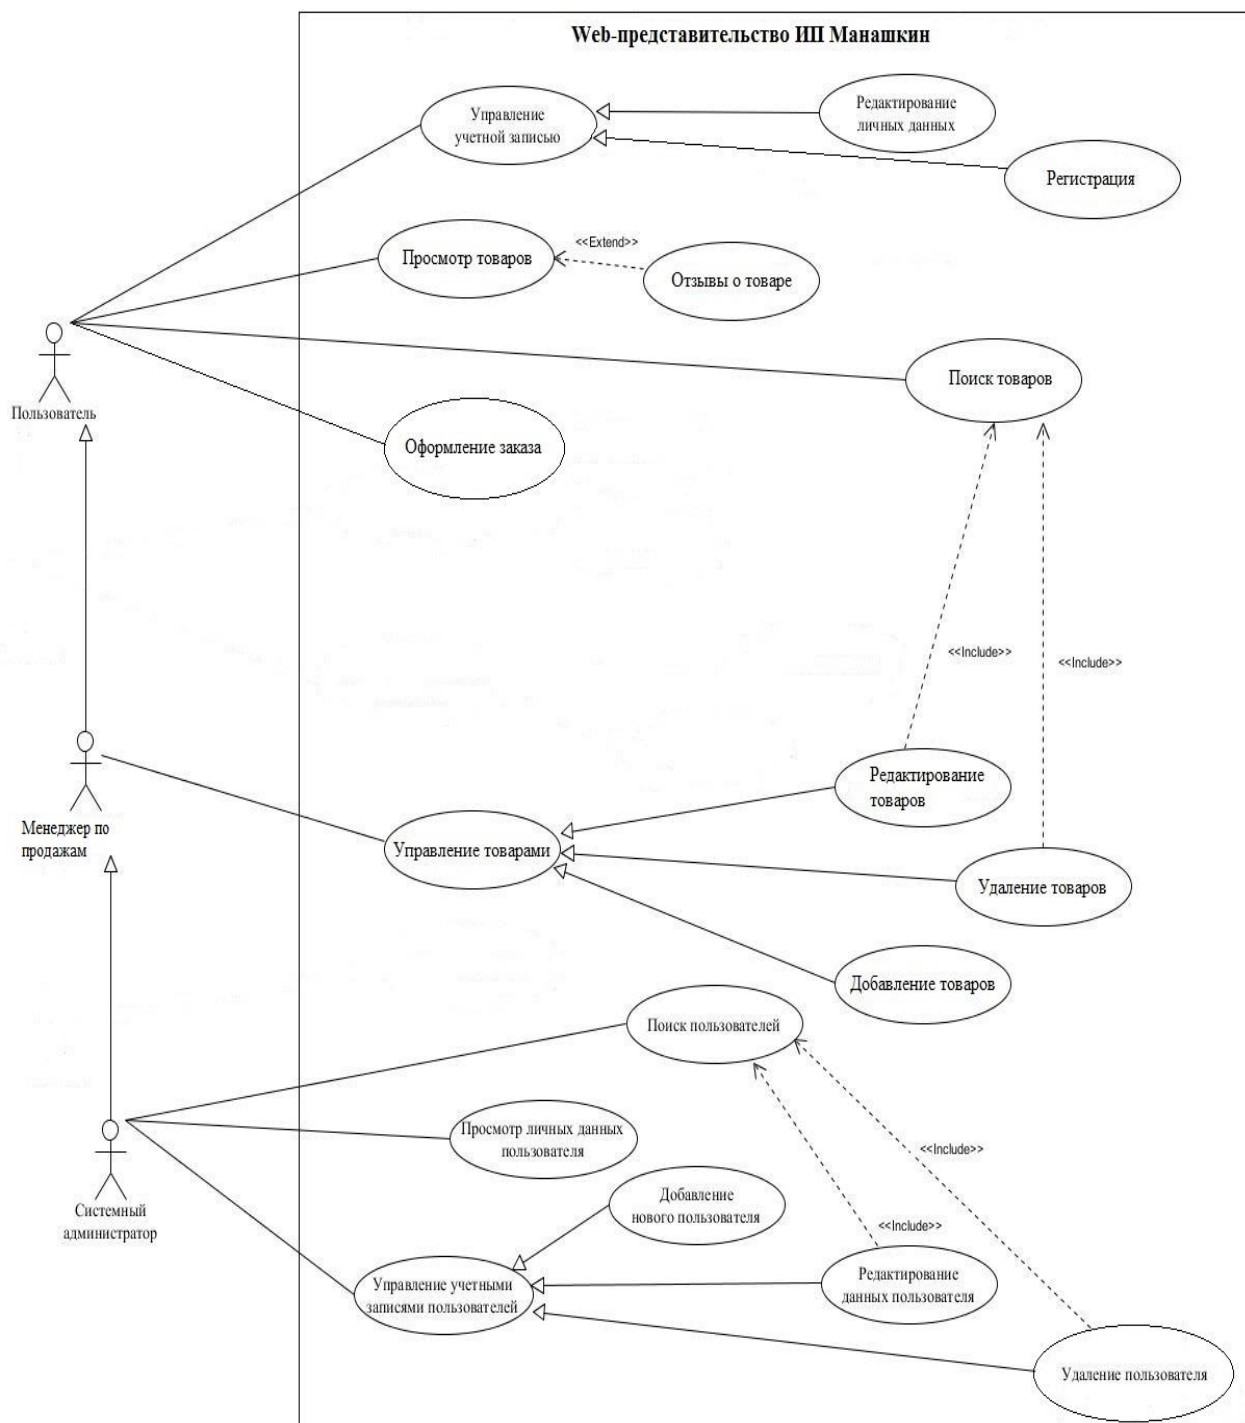 Web-представительство ИП Манашкин
Управление
учетной записью
Редактирование
личных данных
Регистрация
Просмотр товаров
<<Extend>>
Отзывы о товаре
Пользователь
Поиск товаров
Оформление заказа
<<Include>>
<<Include>>
Менеджер по
продажам
Управление товарами
Редактирование
товаров
Удаление товаров
Добавление товаров
Поиск пользователей
Просмотр личных данных
пользователя
<<Include>>
Системный
администратор
Добавление
нового пользователя
<<Include>>
Управление учетными
записями пользователей
Редактирование
данных пользователя
Удаление пользователя